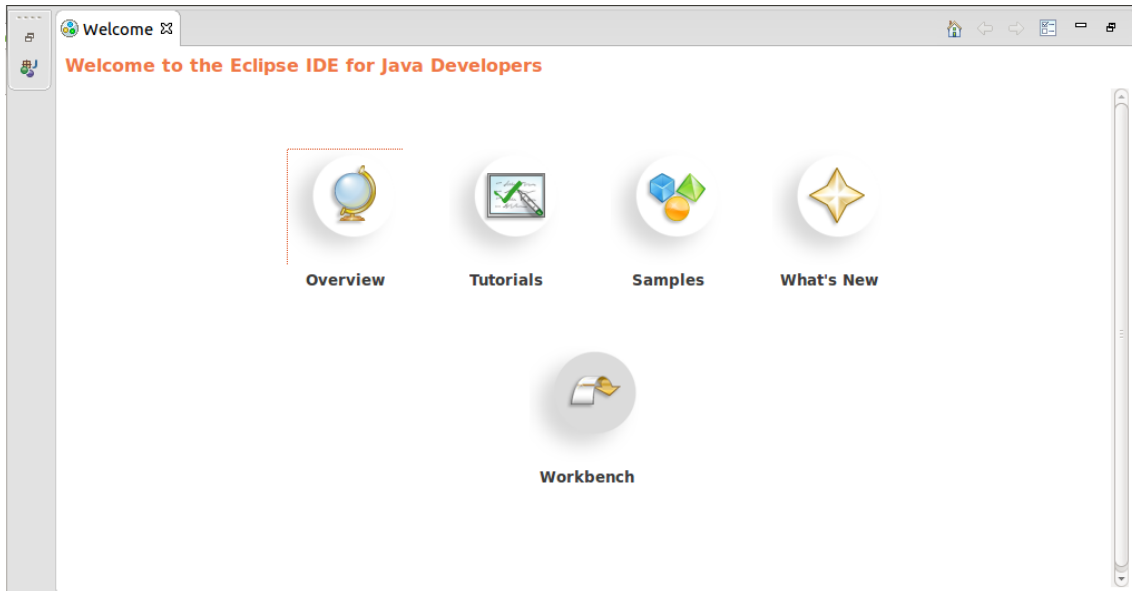 Welcome
Welcome to the Eclipse IDE for Java Developers
Overview
Tutorials
Samples
What's New
Workbench